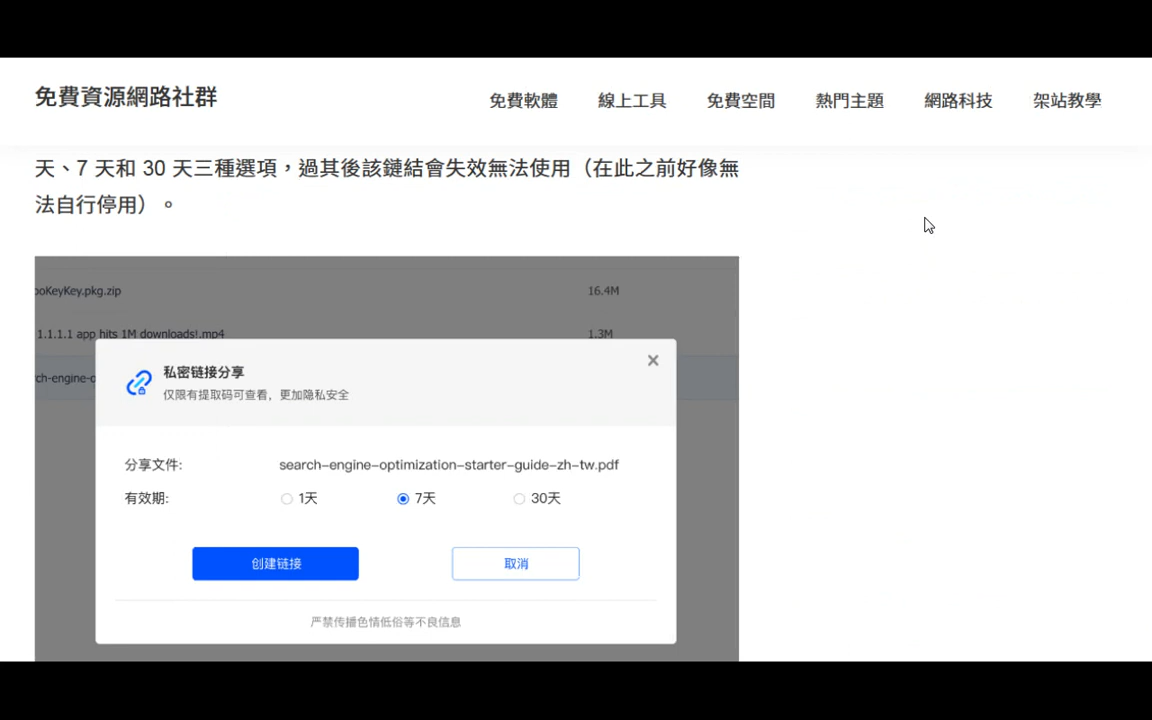 免費資源網路社群
免費軟體 線上工具 免費空間 熱門主題 網路科技 架站教學
天、7 天和 30 天三種選項，過其後該鏈結會失效無法使用（在此之前好像無
法自行停用）。
ooKeyKey.pkg.zip 16.4M
1.1.1.1 app hits 1M downloads!.mp4 1.3M
rch-engine-o
私密链接分享
仅限有提取码可查看，更加隐私安全
分享文件: search-engine-optimization-starter-guide-zh-tw.pdf
有效期: 1天 7天 30天
创建链接 取消
严禁传播色情低俗等不良信息